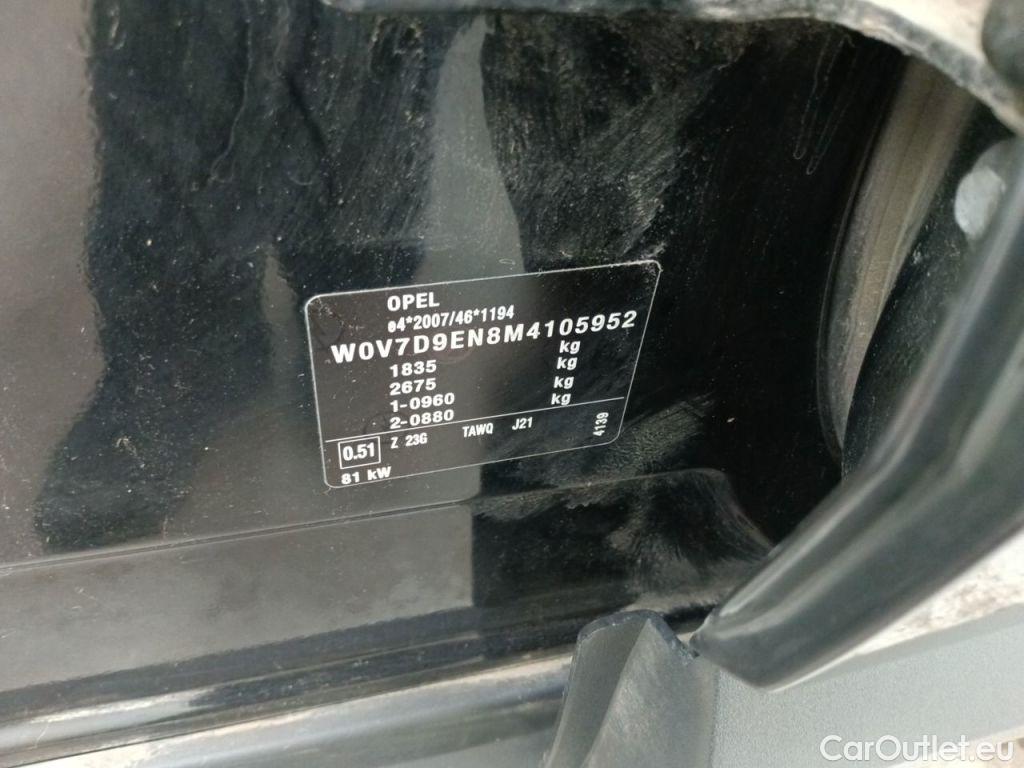 OPEL
e4*2007/46*1194
W0V7D9EN8M4105952
1835 kg
2675 kg
1-0960 kg
2-0880 kg
0.51 Z 23G TAWQ J21 4139
81 kW
CarOutlet.eu